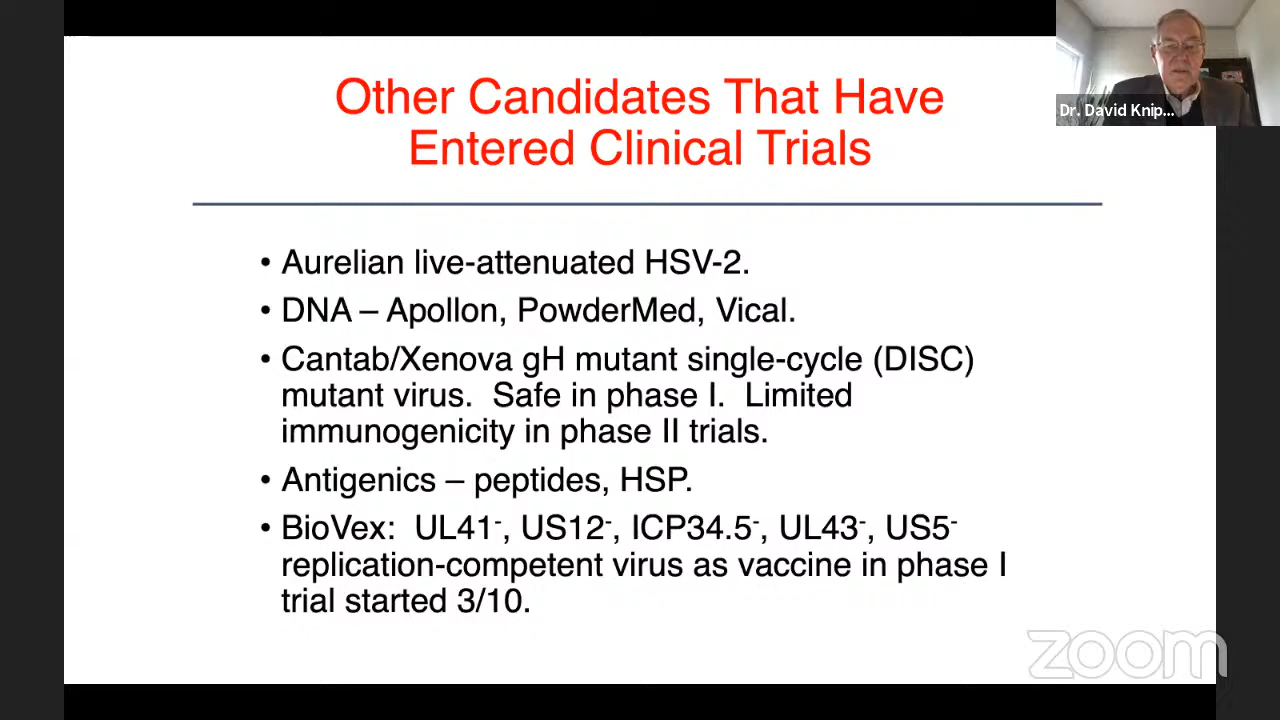 Other Candidates That Have
Entered Clinical Trials
Dr. David Knip...
• Aurelian live-attenuated HSV-2.
• DNA – Apollon, PowderMed, Vical.
• Cantab/Xenova gH mutant single-cycle (DISC)
mutant virus.  Safe in phase I.  Limited
immunogenicity in phase II trials.
• Antigenics – peptides, HSP.
• BioVex:  UL41⁻, US12⁻, ICP34.5⁻, UL43⁻, US5⁻
replication-competent virus as vaccine in phase I
trial started 3/10.
zoom